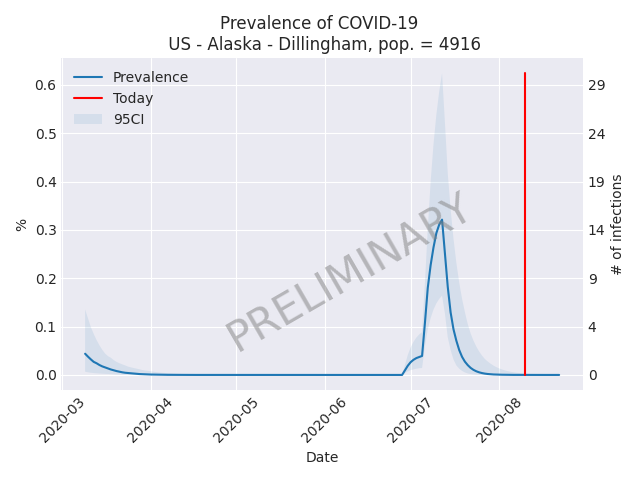 Prevalence of COVID-19
US - Alaska - Dillingham, pop. = 4916
Prevalence
Today
95CI
0.6
0.5
0.4
0.3
0.2
0.1
0.0
%
29
24
19
14
9
4
0
# of infections
PRELIMINARY
2020-03
2020-04
2020-05
2020-06
2020-07
2020-08
Date